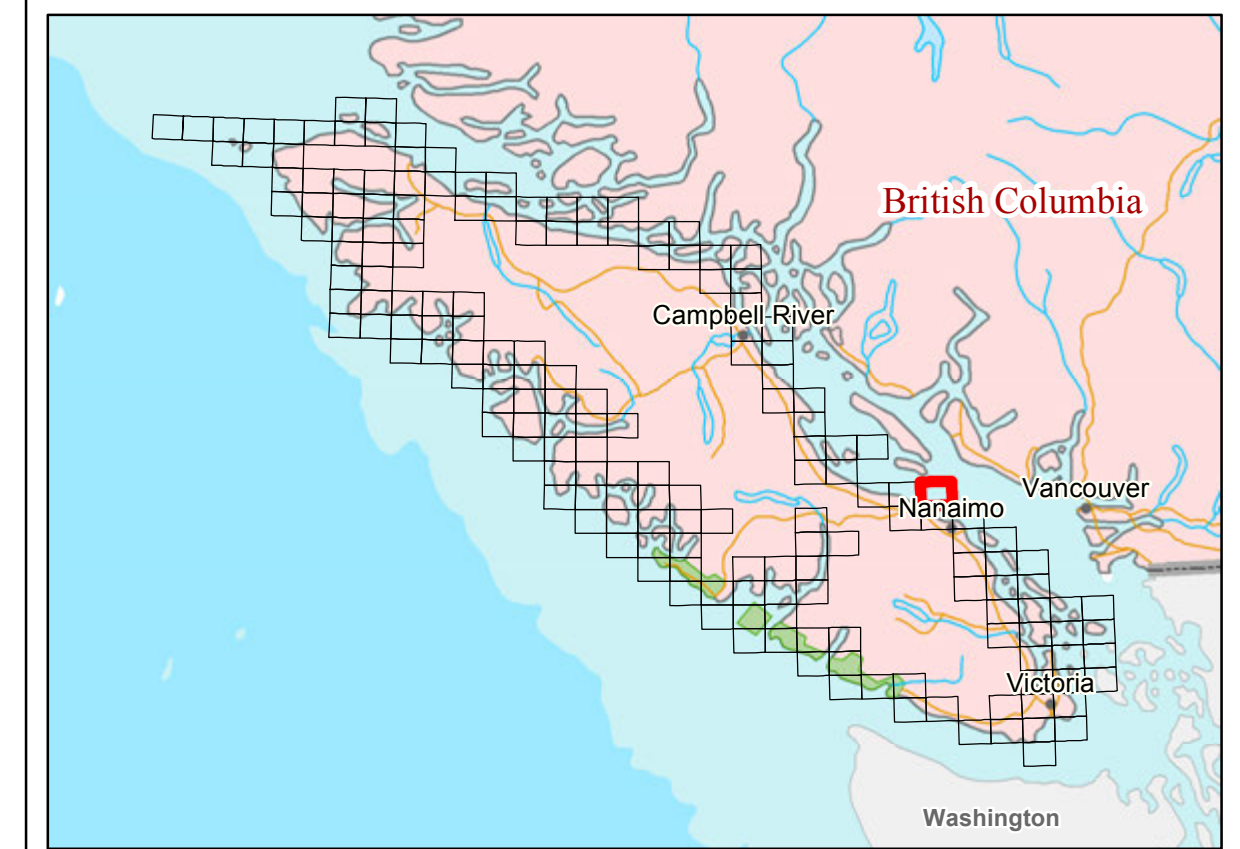 British Columbia
Campbell River
Vancouver
Nanaimo
Victoria
Washington